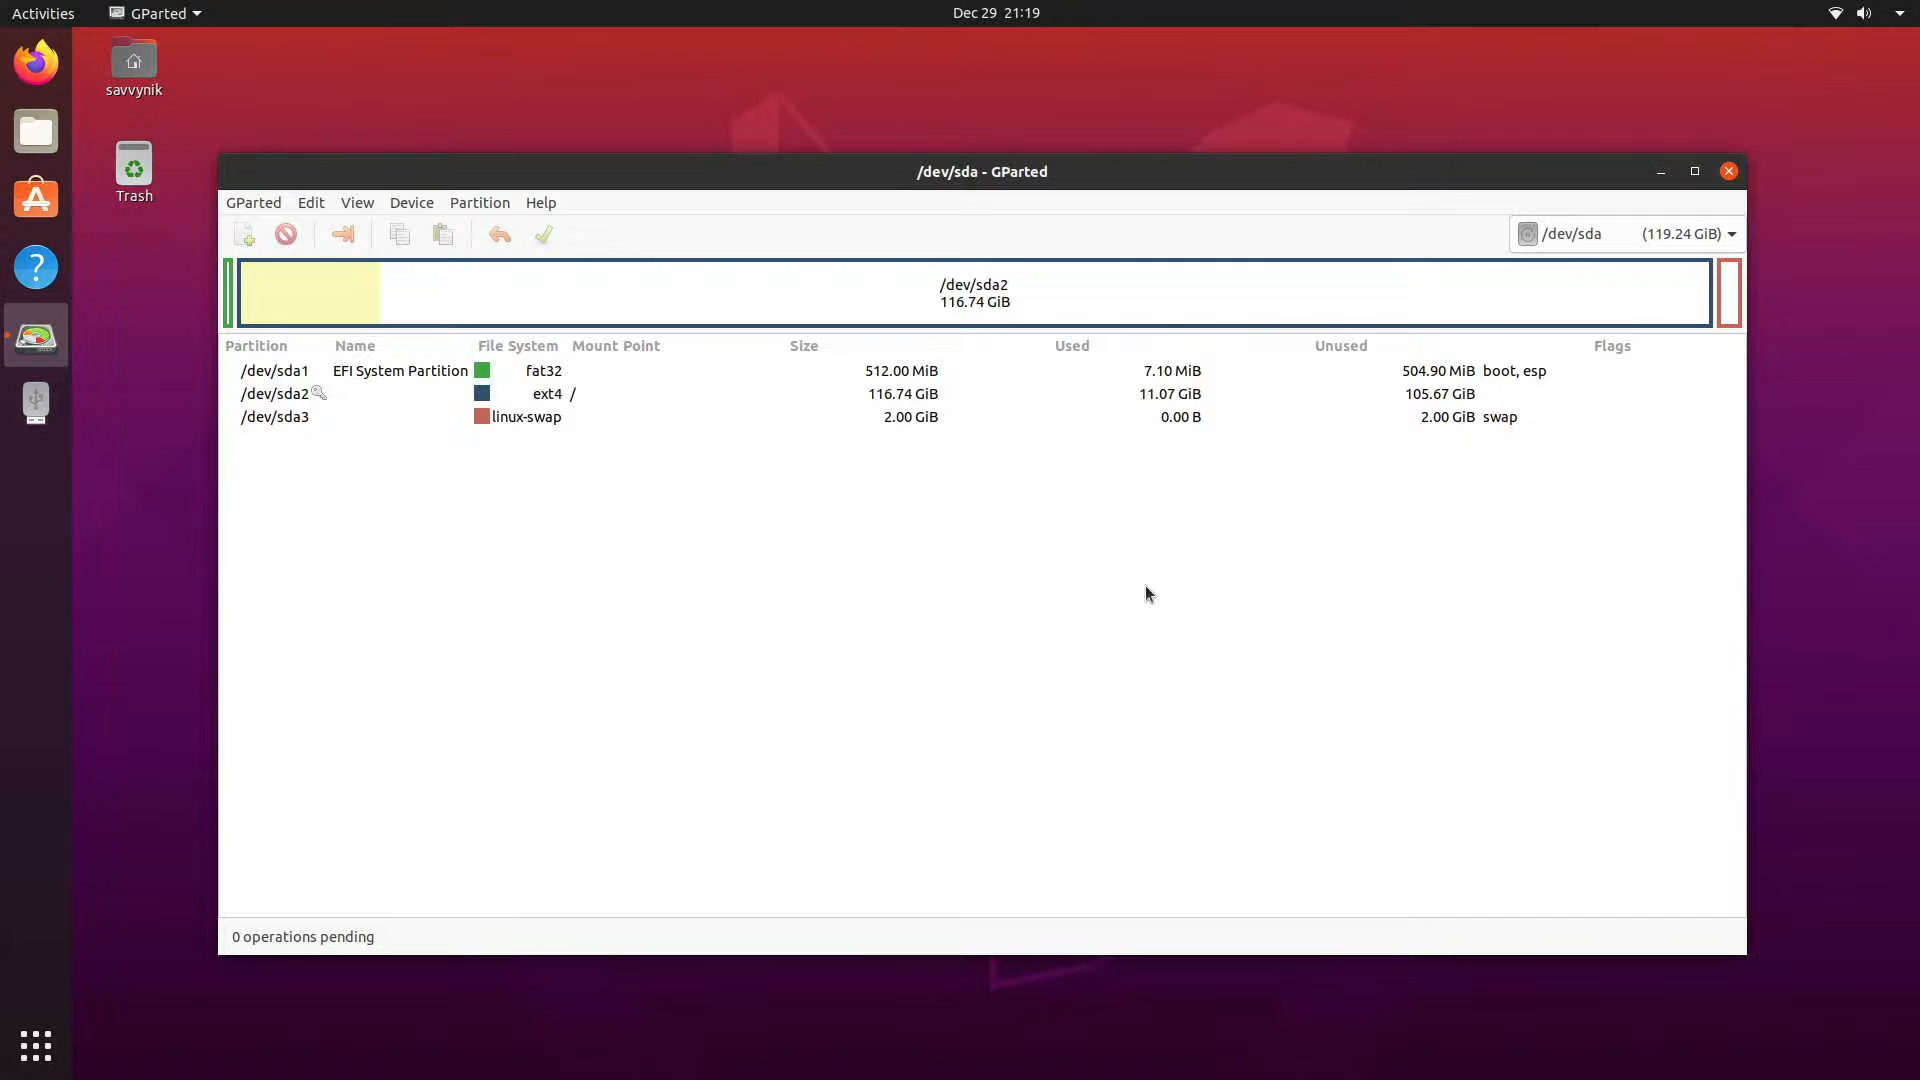 Activities GParted Dec 29 21:19
savvynik
Trash
/dev/sda - GParted
GParted Edit View Device Partition Help
/dev/sda (119.24 GiB)
/dev/sda2
116.74 GiB
Partition Name File System Mount Point Size Used Unused Flags
/dev/sda1 EFI System Partition fat32 512.00 MiB 7.10 MiB 504.90 MiB boot, esp
/dev/sda2 ext4 / 116.74 GiB 11.07 GiB 105.67 GiB
/dev/sda3 linux-swap 2.00 GiB 0.00 B 2.00 GiB swap
0 operations pending